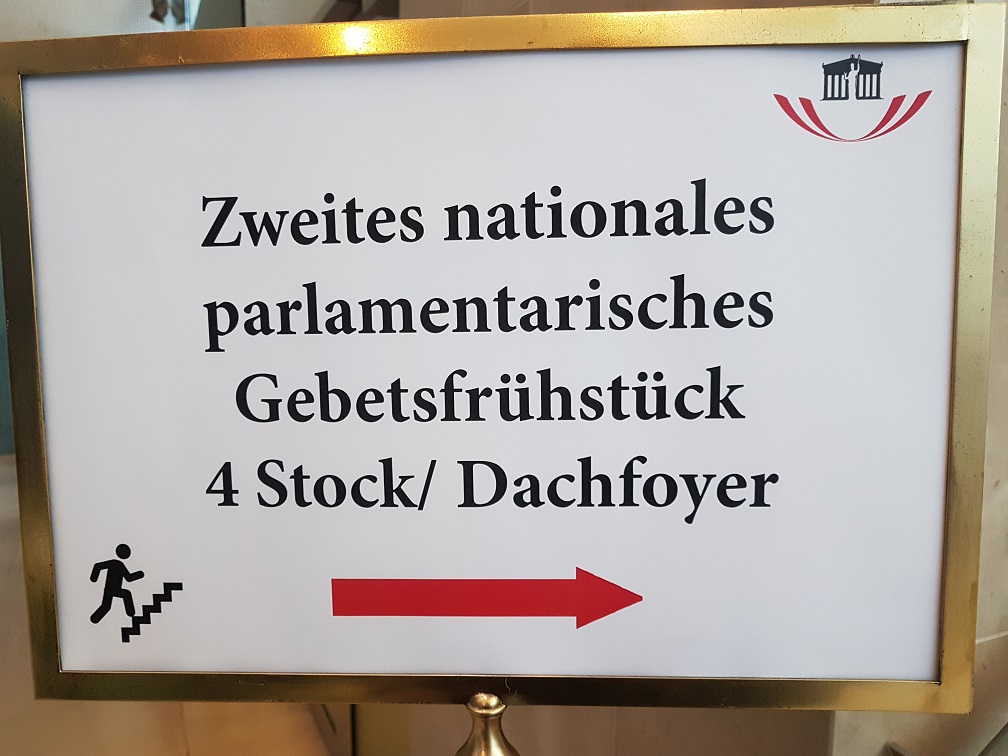 Zweites nationales
parlamentarisches
Gebetsfrühstück
4 Stock/ Dachfoyer